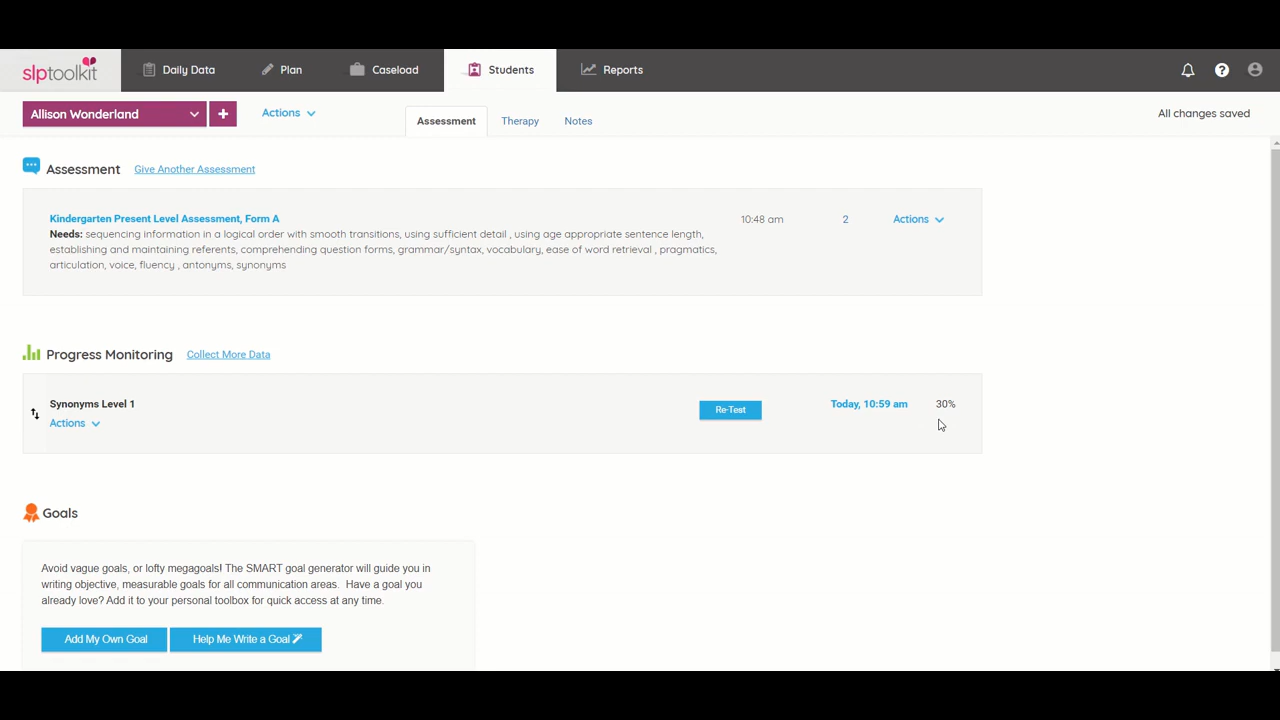 slptoolkit
Daily Data
Plan
Caseload
Students
Reports
?
Allison Wonderland
+
Actions
Assessment
Therapy
Notes
All changes saved
Assessment
Give Another Assessment
Kindergarten Present Level Assessment, Form A
10:48 am
2
Actions
Needs: sequencing information in a logical order with smooth transitions, using sufficient detail , using age appropriate sentence length,
establishing and maintaining referents, comprehending question forms, grammar/syntax, vocabulary, ease of word retrieval , pragmatics,
articulation, voice, fluency , antonyms, synonyms
Progress Monitoring
Collect More Data
Synonyms Level 1
Re-Test
Today, 10:59 am
30%
Actions
Goals
Avoid vague goals, or lofty megagoals! The SMART goal generator will guide you in
writing objective, measurable goals for all communication areas. Have a goal you
already love? Add it to your personal toolbox for quick access at any time.
Add My Own Goal
Help Me Write a Goal